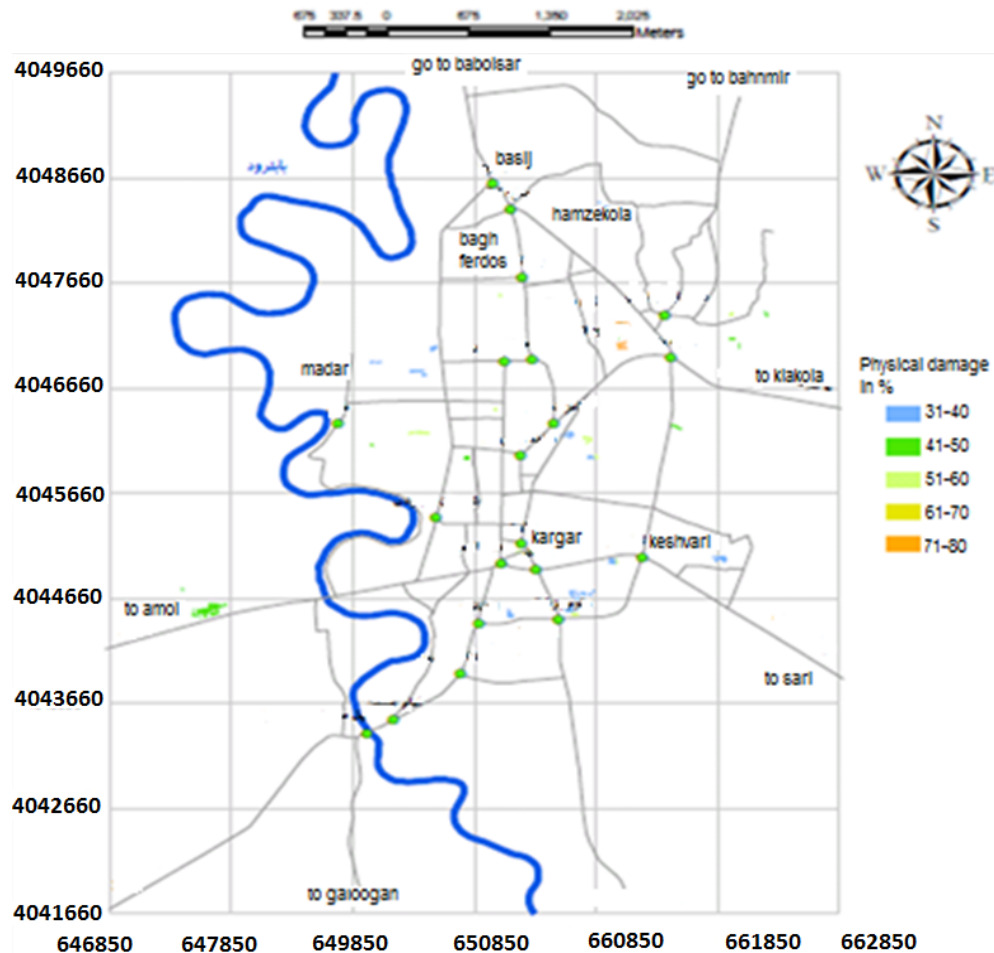 675 337.5 0 675 1,350 2,025
Meters
4049660
go to babolsar
go to bahnmir
N
W E
S
4048660
بابلرود
basij
hamzekola
bagh
ferdos
4047660
madar
4046660
to kiakola
Physical damage
in %
31-40
41-50
51-60
61-70
71-80
4045660
kargar
keshvari
4044660
to amol
to sari
4043660
4042660
to galoogan
4041660
646850 647850 649850 650850 660850 661850 662850